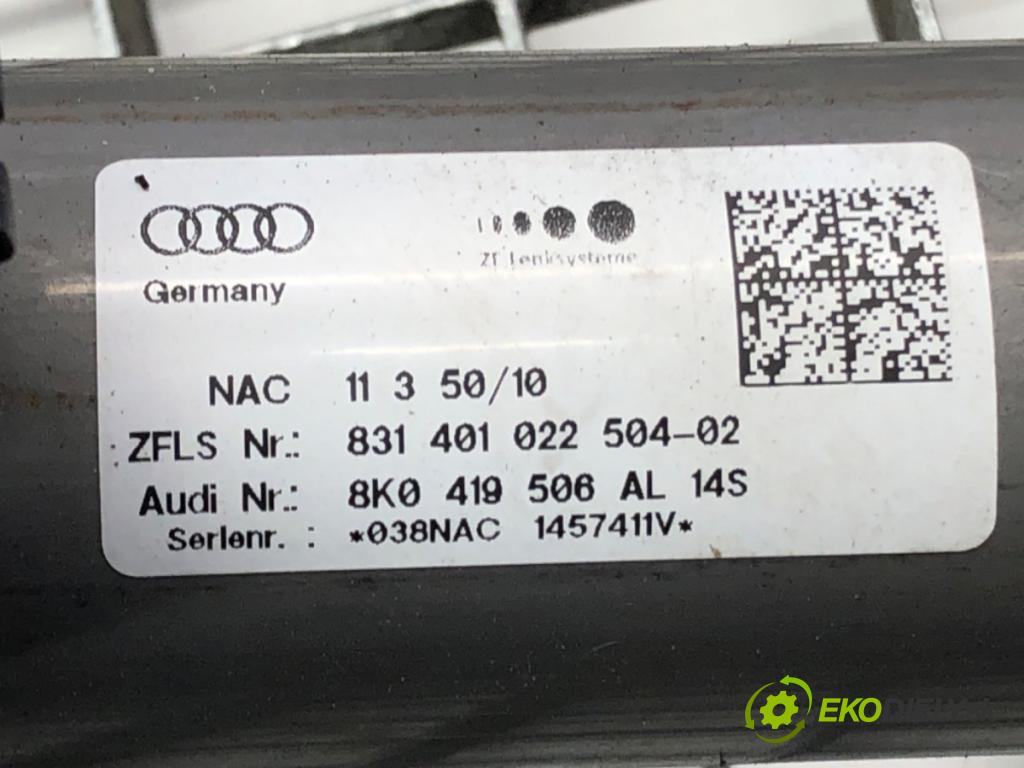 ZF Lenksysteme
Germany
NAC 11 3 50/10
ZFLS Nr.: 831 401 022 504-02
Audi Nr.: 8K0 419 506 AL 14S
Serienr. : *038NAC 1457411V*
EKO